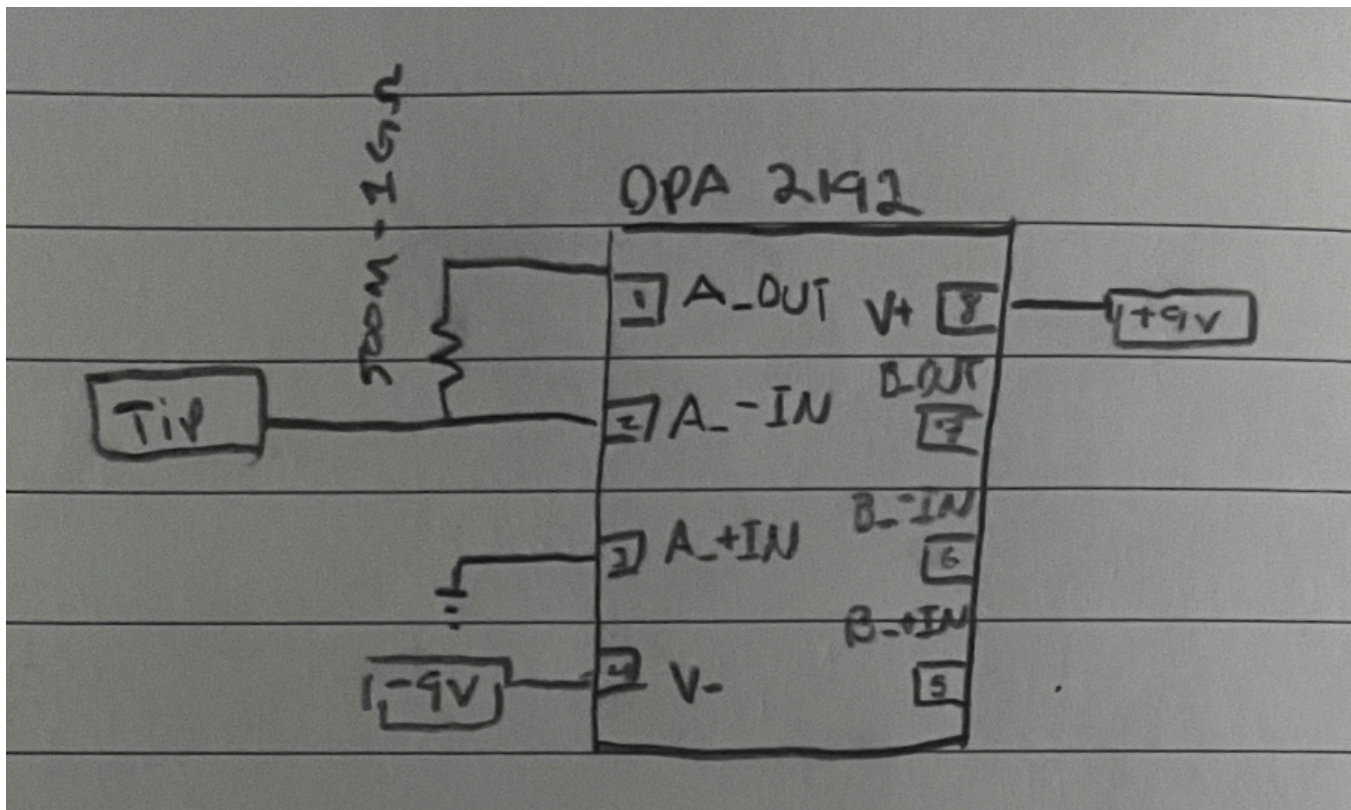 500M - 1GΩ
OPA 2192
1 A_OUT V+ 8 +9V
B_OUT
Tip 2 A_-IN 7
B_-IN
3 A_+IN 6
B_+IN
-9V 4 V- 5